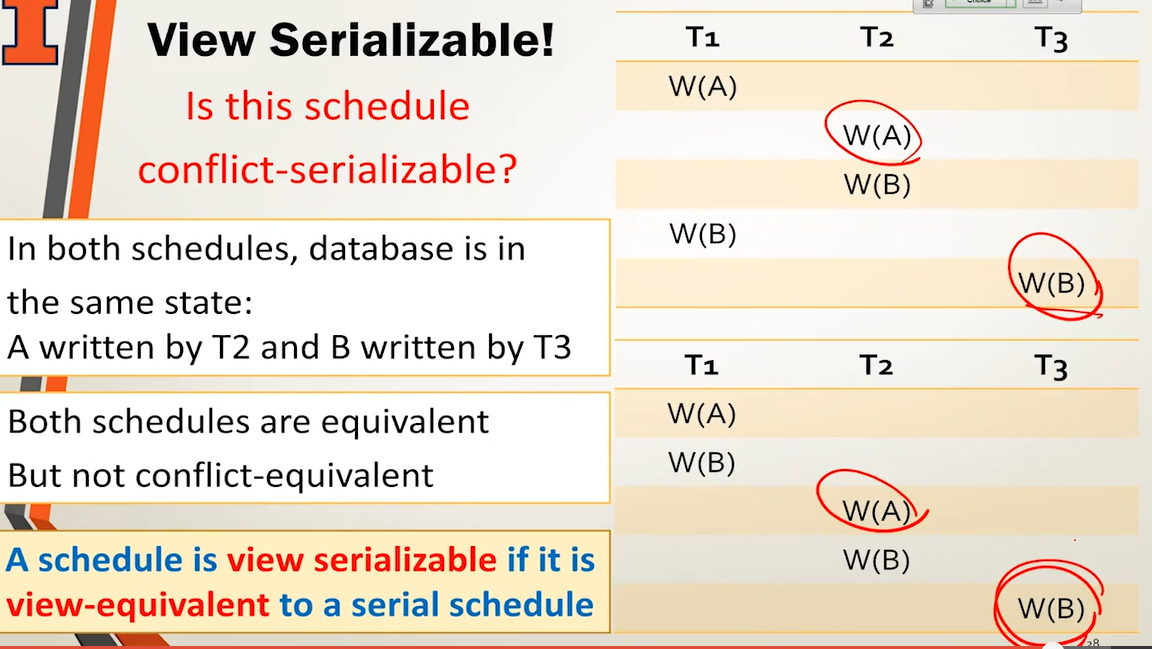 Choice
View Serializable!
Is this schedule
conflict-serializable?
In both schedules, database is in
the same state:
A written by T2 and B written by T3
Both schedules are equivalent
But not conflict-equivalent
A schedule is view serializable if it is
view-equivalent to a serial schedule
T1 T2 T3
W(A)
W(A)
W(B)
W(B)
W(B)
T1 T2 T3
W(A)
W(B)
W(A)
W(B)
W(B)
28